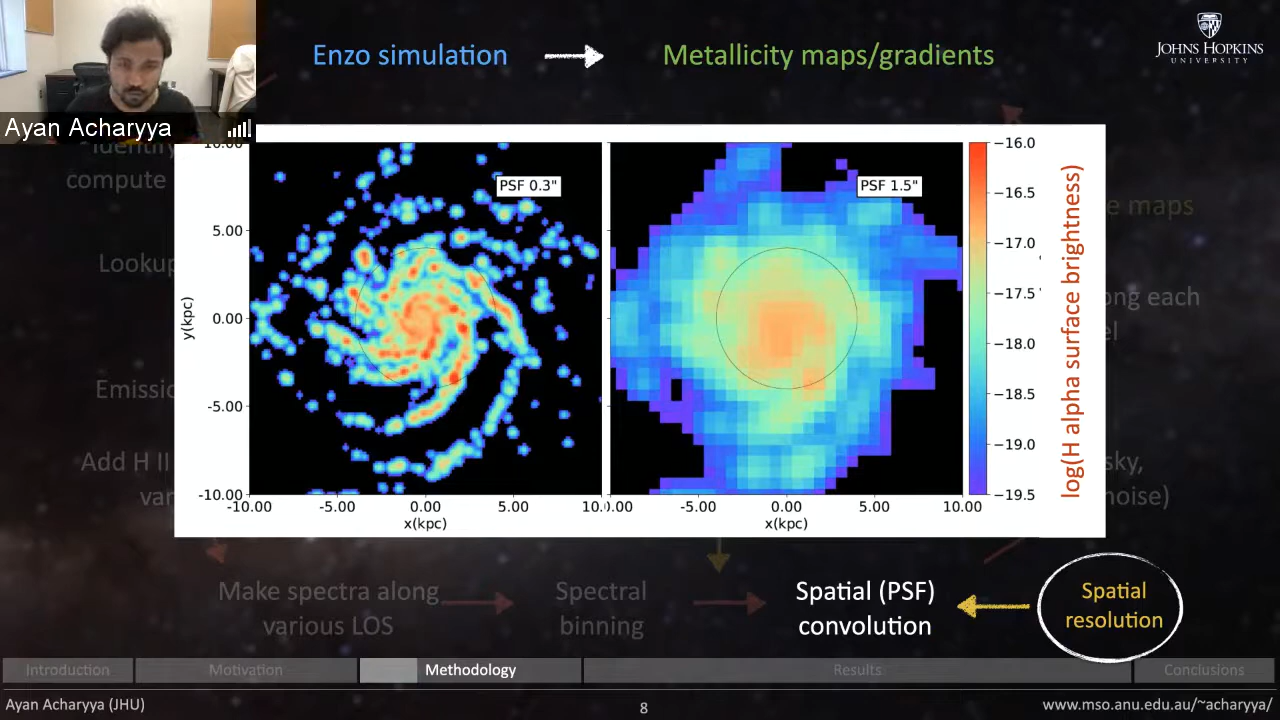 Enzo simulation
Metallicity maps/gradients
JOHNS HOPKINS
UNIVERSITY
Ayan Acharyya
compute
Lookup
Emissio
Add H II
var
maps
ong each
el
sky,
noise)
PSF 0.3"
PSF 1.5"
10.00
5.00
0.00
-5.00
-10.00
y(kpc)
-10.00 -5.00 0.00 5.00
-5.00 0.00 5.00 10.00
x(kpc)
x(kpc)
−16.0
−16.5
−17.0
−17.5
−18.0
−18.5
−19.0
−19.5
log(H alpha surface brightness)
Make spectra along
various LOS
Spectral
binning
Spatial (PSF)
convolution
Spatial
resolution
Introduction
Motivation
Methodology
Results
Conclusions
Ayan Acharyya (JHU)
8
www.mso.anu.edu.au/~acharyya/